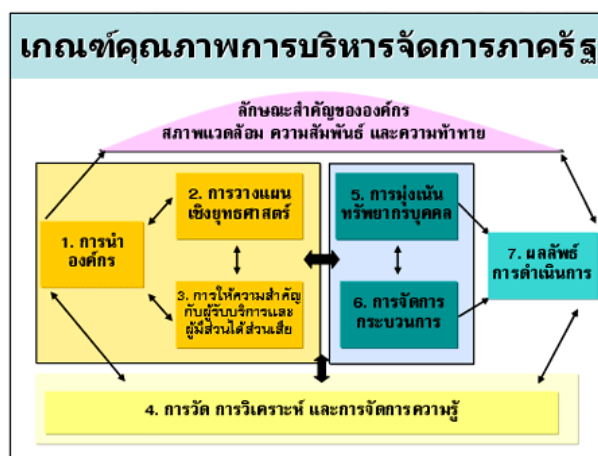 เกณฑ์คุณภาพการบริหารจัดการภาครัฐ
ลักษณะสำคัญขององค์กร
สภาพแวดล้อม ความสัมพันธ์ และความท้าทาย
1. การนำ
องค์กร
2. การวางแผน
เชิงยุทธศาสตร์
3. การให้ความสำคัญ
กับผู้รับบริการและ
ผู้มีส่วนได้ส่วนเสีย
5. การมุ่งเน้น
ทรัพยากรบุคคล
6. การจัดการ
กระบวนการ
7. ผลลัพธ์
การดำเนินการ
4. การวัด การวิเคราะห์ และการจัดการความรู้